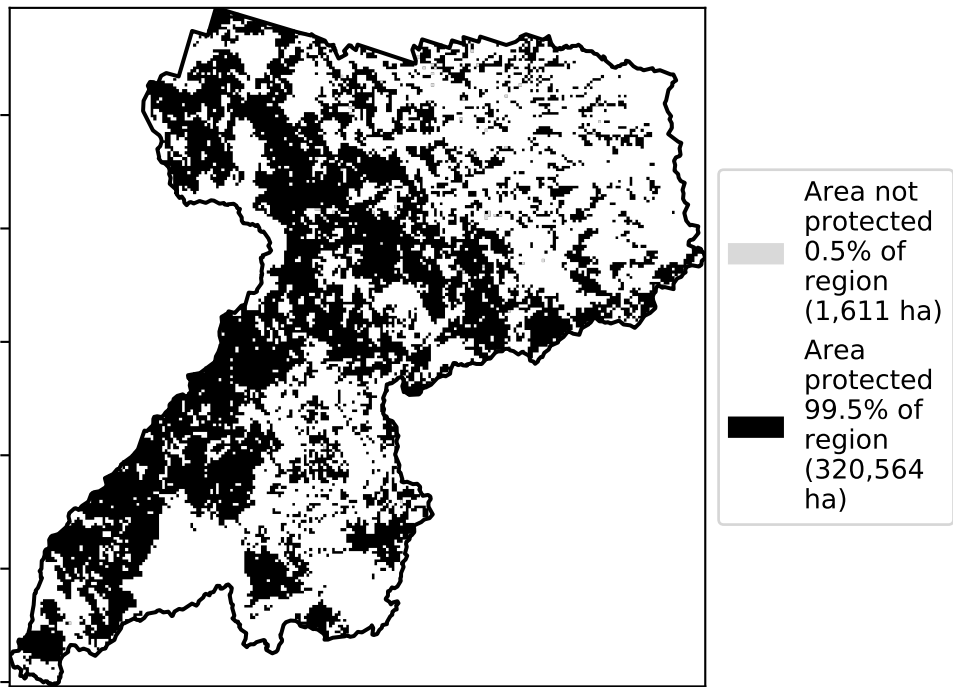 Area not
protected
0.5% of
region
(1,611 ha)
Area
protected
99.5% of
region
(320,564
ha)